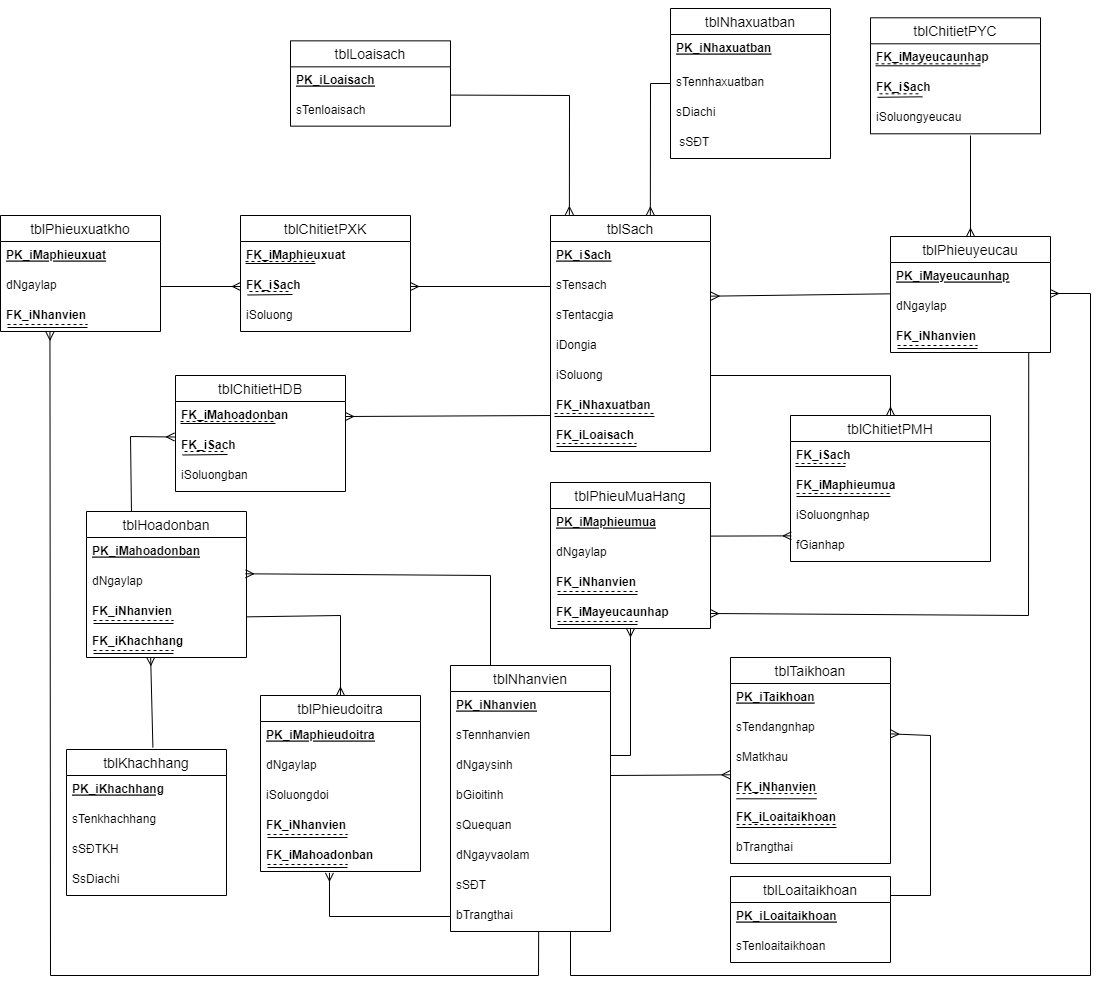 tblLoaisach
PK_iLoaisach
sTenloaisach
tblNhaxuatban
PK_iNhaxuatban
sTennhaxuatban
sDiachi
sSĐT
tblChitietPYC
FK_iMayeucaunhap
FK_iSach
iSoluongyeucau
tblPhieuxuatkho
PK_iMaphieuxuat
dNgaylap
FK_iNhanvien
tblChitietPXK
FK_iMaphieuxuat
FK_iSach
iSoluong
tblSach
PK_iSach
sTensach
sTentacgia
iDongia
iSoluong
FK_iNhaxuatban
FK_iLoaisach
tblPhieuyeucau
PK_iMayeucaunhap
dNgaylap
FK_iNhanvien
tblChitietHDB
FK_iMahoadonban
FK_iSach
iSoluongban
tblChitietPMH
FK_iSach
FK_iMaphieumua
iSoluongnhap
fGianhap
tblPhieuMuaHang
PK_iMaphieumua
dNgaylap
FK_iNhanvien
FK_iMayeucaunhap
tblHoadonban
PK_iMahoadonban
dNgaylap
FK_iNhanvien
FK_iKhachhang
tblPhieudoitra
PK_iMaphieudoitra
dNgaylap
iSoluongdoi
FK_iNhanvien
FK_iMahoadonban
tblNhanvien
PK_iNhanvien
sTennhanvien
dNgaysinh
bGioitinh
sQuequan
dNgayvaolam
sSĐT
bTrangthai
tblTaikhoan
PK_iTaikhoan
sTendangnhap
sMatkhau
FK_iNhanvien
FK_iLoaitaikhoan
bTrangthai
tblKhachhang
PK_iKhachhang
sTenkhachhang
sSĐTKH
SsDiachi
tblLoaitaikhoan
PK_iLoaitaikhoan
sTenloaitaikhoan